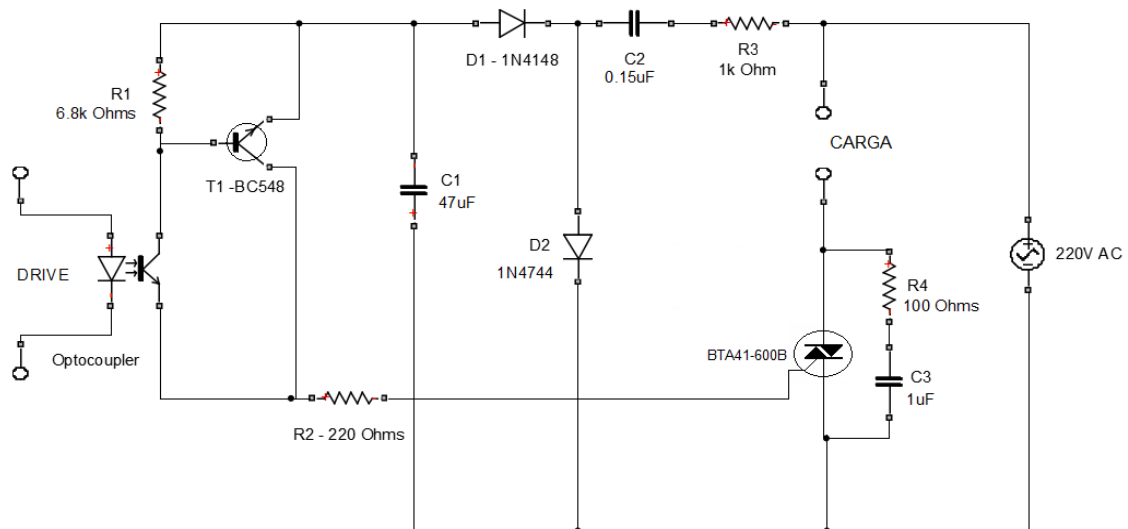 R1
6.8k Ohms
T1 -BC548
DRIVE
Optocoupler
R2 - 220 Ohms
C1
47uF
D1 - 1N4148
D2
1N4744
C2
0.15uF
R3
1k Ohm
CARGA
BTA41-600B
R4
100 Ohms
C3
1uF
220V AC